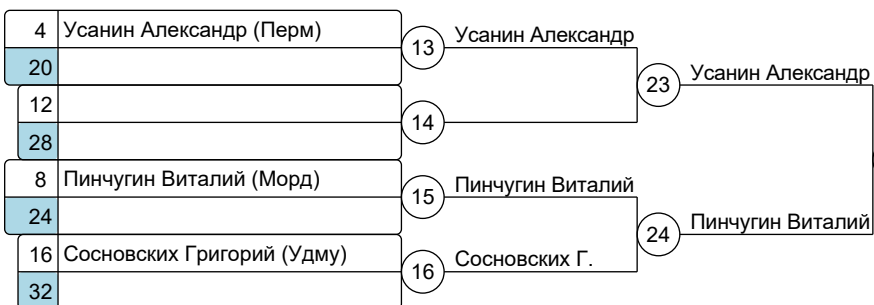 4 Усанин Александр (Перм)
20
12
28
8 Пинчугин Виталий (Морд)
24
16 Сосновских Григорий (Удму)
32
13 Усанин Александр
14
15 Пинчугин Виталий
16 Сосновских Г.
23 Усанин Александр
24 Пинчугин Виталий